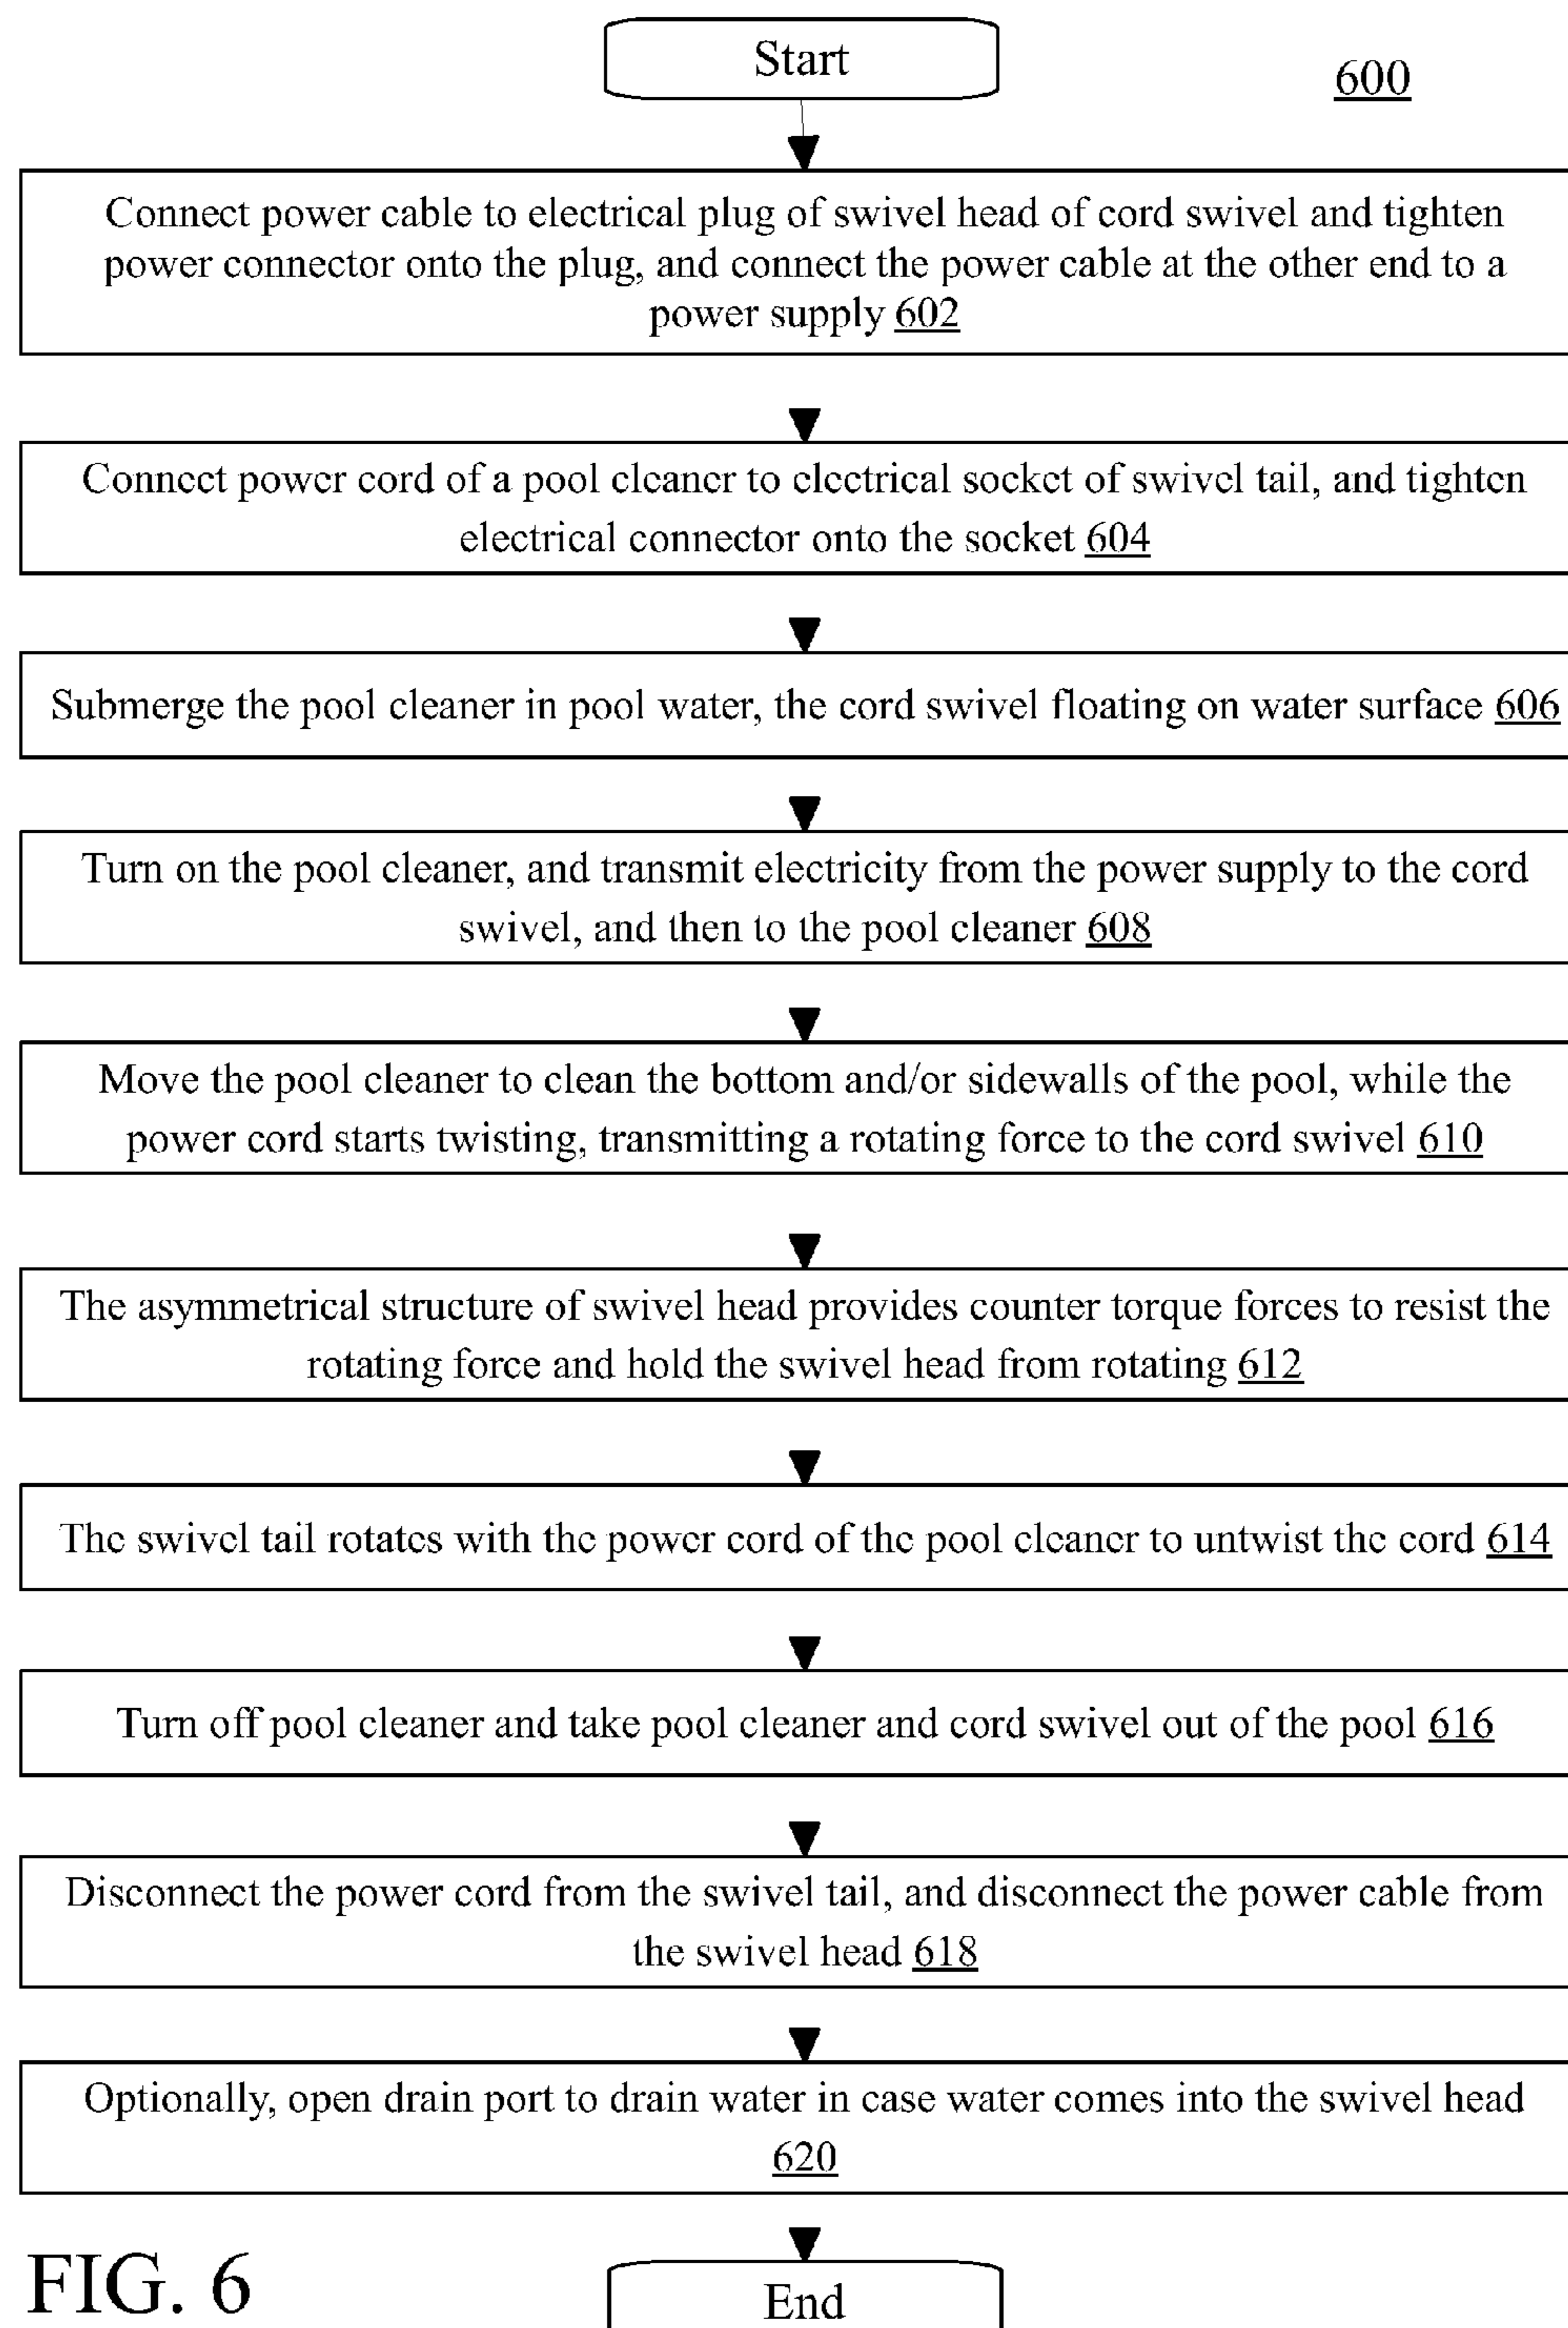 Start
600
Connect power cable to electrical plug of swivel head of cord swivel and tighten
power connector onto the plug, and connect the power cable at the other end to a
power supply 602
Connect power cord of a pool cleaner to electrical socket of swivel tail, and tighten
electrical connector onto the socket 604
Submerge the pool cleaner in pool water, the cord swivel floating on water surface 606
Turn on the pool cleaner, and transmit electricity from the power supply to the cord
swivel, and then to the pool cleaner 608
Move the pool cleaner to clean the bottom and/or sidewalls of the pool, while the
power cord starts twisting, transmitting a rotating force to the cord swivel 610
The asymmetrical structure of swivel head provides counter torque forces to resist the
rotating force and hold the swivel head from rotating 612
The swivel tail rotates with the power cord of the pool cleaner to untwist the cord 614
Turn off pool cleaner and take pool cleaner and cord swivel out of the pool 616
Disconnect the power cord from the swivel tail, and disconnect the power cable from
the swivel head 618
Optionally, open drain port to drain water in case water comes into the swivel head
620
FIG. 6
End